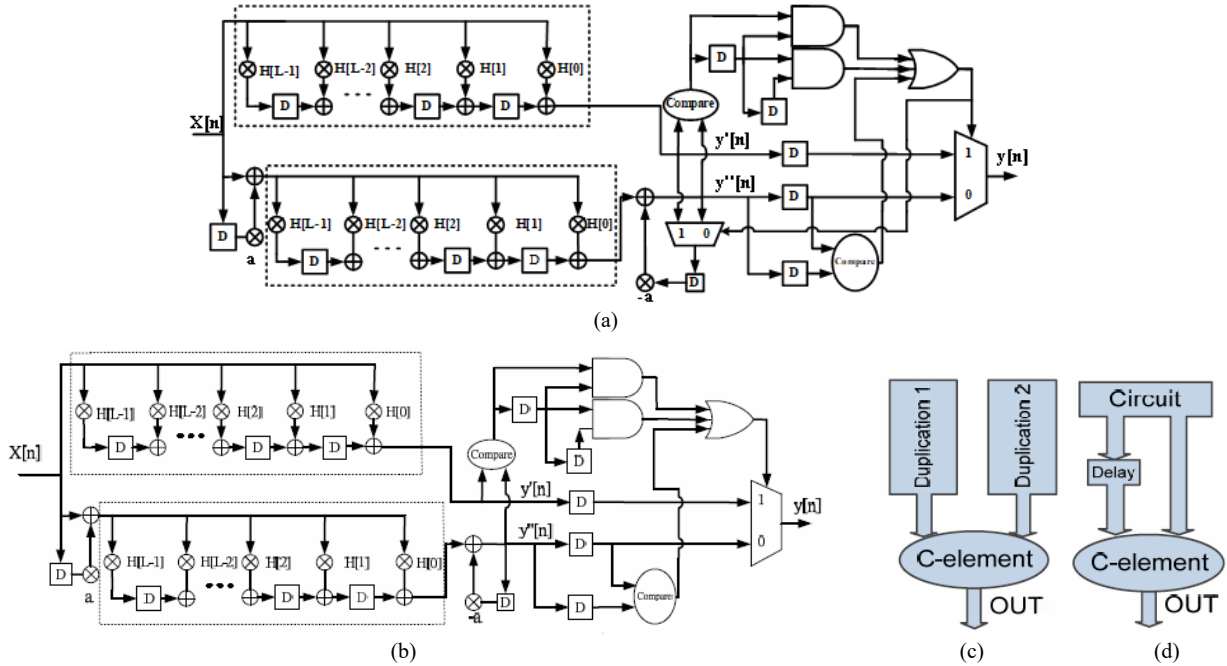 H[L-1] H[L-2] H[2] H[1] H[0]
D D D
X[n]
D
D
Compare
y'[n]
D
1
y[n]
y''[n]
D
0
H[L-1] H[L-2] H[2] H[1] H[0]
D
a
D D D
1 0
D
-a
D
Compare
(a)
H[L-1] H[L-2] H[2] H[1] H[0]
D D D
X[n]
D
D
Compare
y'[n]
D
1
y[n]
y''[n]
D
0
H[L-1] H[L-2] H[2] H[1] H[0]
D
a
D D D
-a
D
D
Compare
(b)
Duplication 1
Duplication 2
C-element
OUT
(c)
Circuit
Delay
C-element
OUT
(d)